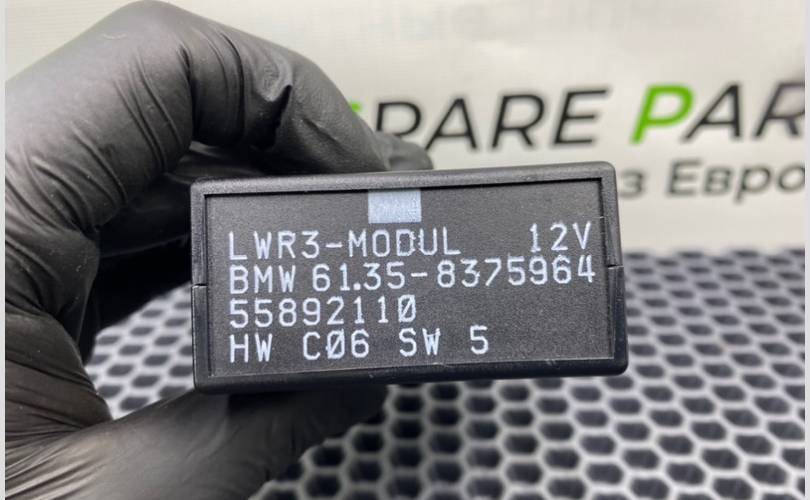 SPARE PAR
з Евро
LWR3-MODUL 12V
BMW 61.35-8375964
55892110
HW C06 SW 5